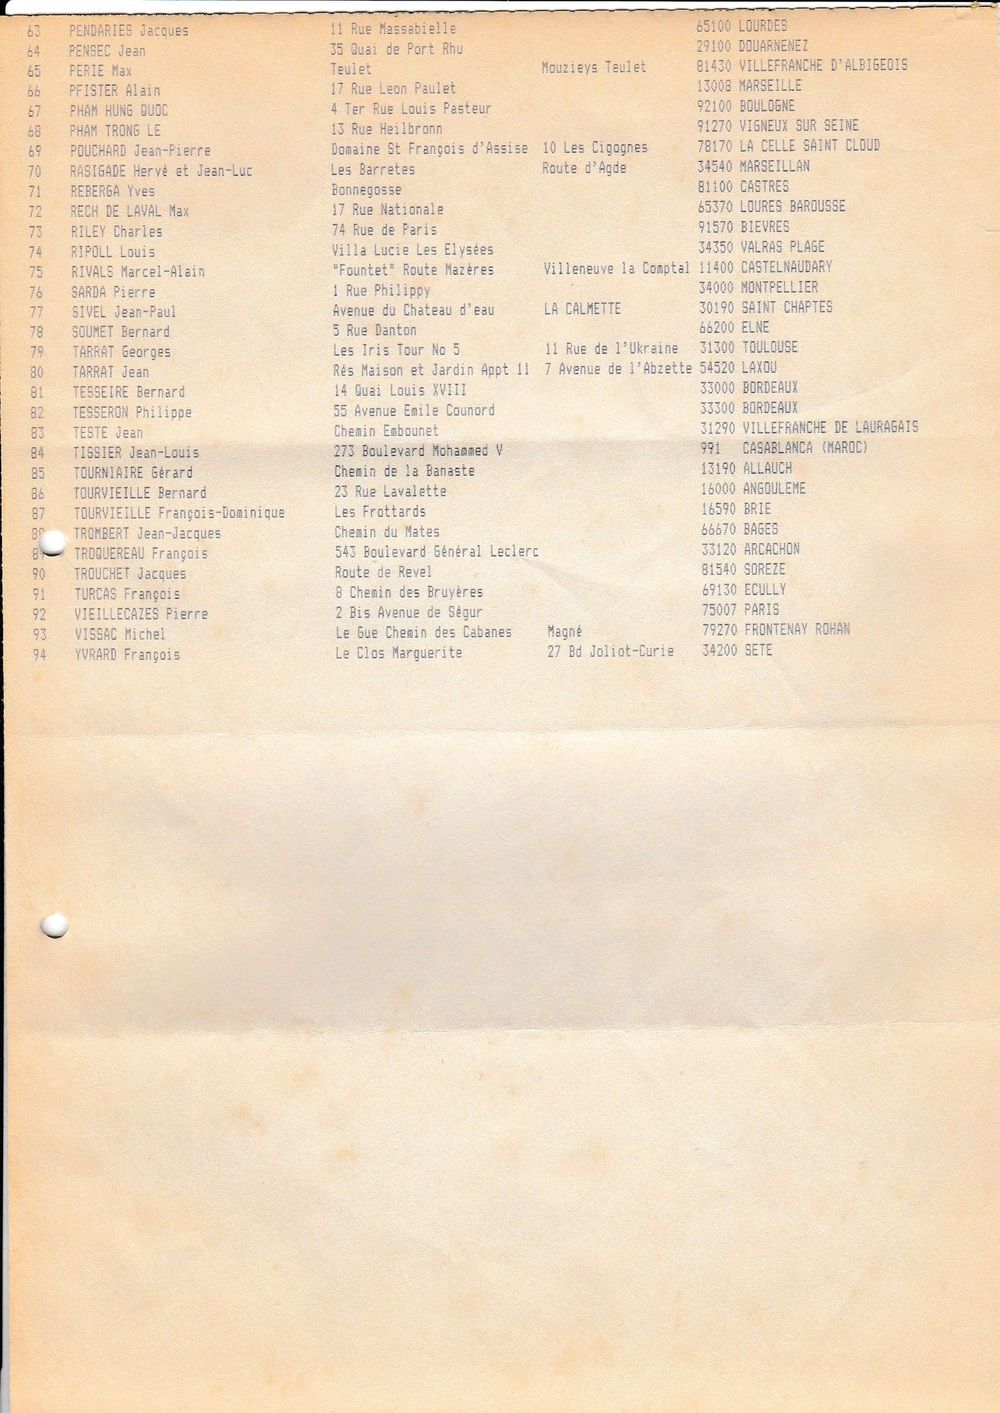 63 PENDARIES Jacques 11 Rue Massabielle 65100 LOURDES
64 PENSEC Jean 35 Quai de Port Rhu 29100 DOUARNENEZ
65 PERIE Max Teulet Mouzieys Teulet 81430 VILLEFRANCHE D'ALBIGEOIS
66 PFISTER Alain 17 Rue Leon Paulet 13008 MARSEILLE
67 PHAM HUNG QUOC 4 Ter Rue Louis Pasteur 92100 BOULOGNE
68 PHAM TRONG LE 13 Rue Heilbronn 91270 VIGNEUX SUR SEINE
69 POUCHARD Jean-Pierre Domaine St François d'Assise 10 Les Cigognes 78170 LA CELLE SAINT CLOUD
70 RASIGADE Hervé et Jean-Luc Les Barretes Route d'Agde 34540 MARSEILLAN
71 REBERGA Yves Bonnegosse 81100 CASTRES
72 RECH DE LAVAL Max 17 Rue Nationale 65370 LOURES BAROUSSE
73 RILEY Charles 74 Rue de Paris 91570 BIEVRES
74 RIPOLL Louis Villa Lucie Les Elysées 34350 VALRAS PLAGE
75 RIVALS Marcel-Alain "Fountet" Route Mazères Villeneuve la Comptal 11400 CASTELNAUDARY
76 SARDA Pierre 1 Rue Philippy 34000 MONTPELLIER
77 SIVEL Jean-Paul Avenue du Chateau d'eau LA CALMETTE 30190 SAINT CHAPTES
78 SOUMET Bernard 5 Rue Danton 66200 ELNE
79 TARRAT Georges Les Iris Tour No 5 11 Rue de l'Ukraine 31300 TOULOUSE
80 TARRAT Jean Rés Maison et Jardin Appt 11 7 Avenue de l'Abzette 54520 LAXOU
81 TESSEIRE Bernard 14 Quai Louis XVIII 33000 BORDEAUX
82 TESSERON Philippe 55 Avenue Emile Counord 33300 BORDEAUX
83 TESTE Jean Chemin Embounet 31290 VILLEFRANCHE DE LAURAGAIS
84 TISSIER Jean-Louis 273 Boulevard Mohammed V 991 CASABLANCA (MAROC)
85 TOURNIAIRE Gérard Chemin de la Banaste 13190 ALLAUCH
86 TOURVIEILLE Bernard 23 Rue Lavalette 16000 ANGOULEME
87 TOURVIEILLE François-Dominique Les Frottards 16590 BRIE
88 TROMBERT Jean-Jacques Chemin du Mates 66670 BAGES
89 TROQUEREAU François 543 Boulevard Général Leclerc 33120 ARCACHON
90 TROUCHET Jacques Route de Revel 81540 SOREZE
91 TURCAS François 8 Chemin des Bruyères 69130 ECULLY
92 VIEILLECAZES Pierre 2 Bis Avenue de Ségur 75007 PARIS
93 VISSAC Michel Le Gue Chemin des Cabanes Magné 79270 FRONTENAY ROHAN
94 YVRARD François Le Clos Marguerite 27 Bd Joliot-Curie 34200 SETE